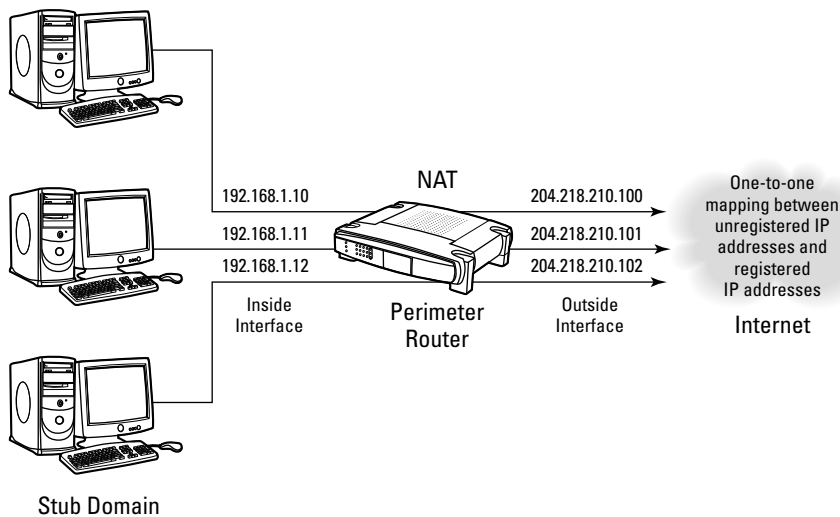 NAT
192.168.1.10
204.218.210.100
192.168.1.11
204.218.210.101
192.168.1.12
204.218.210.102
Inside
Interface
Perimeter
Router
Outside
Interface
One-to-one
mapping between
unregistered IP
addresses and
registered
IP addresses
Internet
Stub Domain